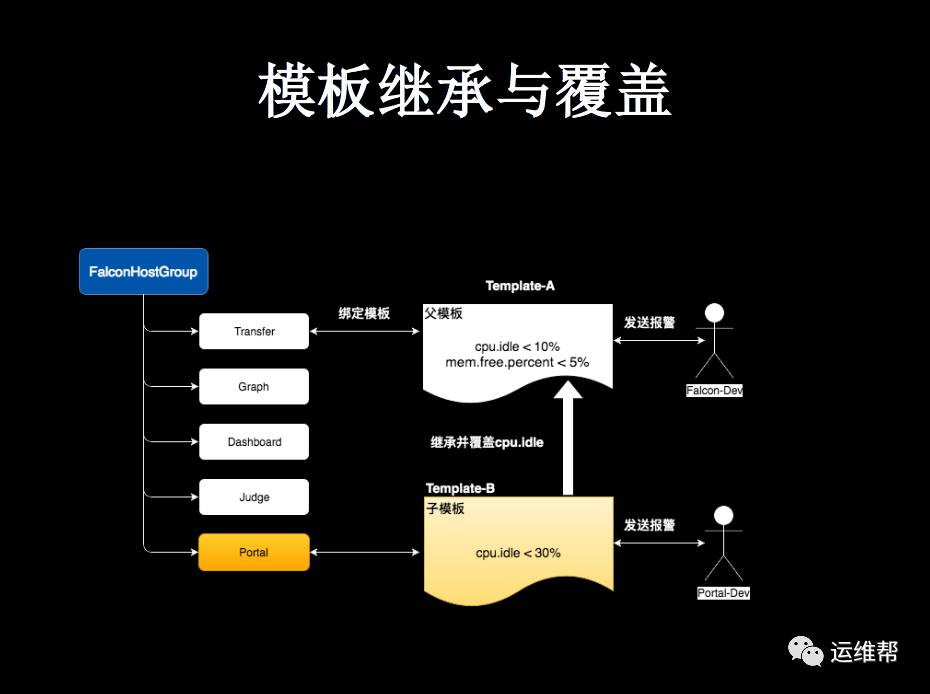 模板继承与覆盖
FalconHostGroup
Transfer
Graph
Dashboard
Judge
Portal
绑定模板
Template-A
父模板
cpu.idle < 10%
mem.free.percent < 5%
发送报警
Falcon-Dev
继承并覆盖cpu.idle
Template-B
子模板
cpu.idle < 30%
发送报警
Portal-Dev
运维帮